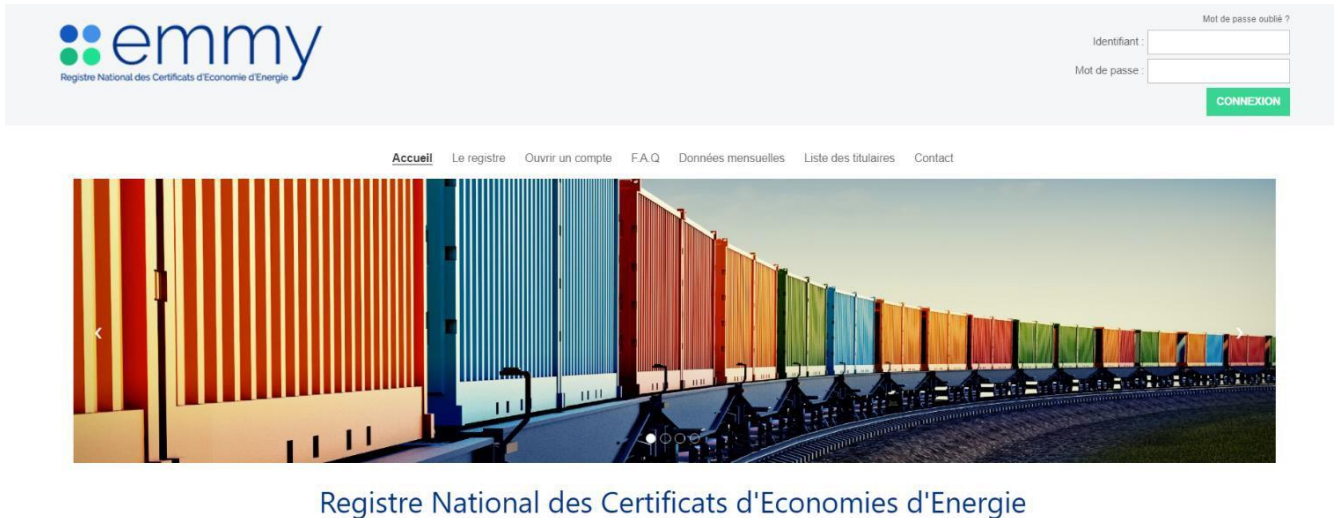 emmy
Registre National des Certificats d'Economie d'Energie
Mot de passe oublié ?
Identifiant :
Mot de passe :
CONNEXION
Accueil Le registre Ouvrir un compte F.A.Q Données mensuelles Liste des titulaires Contact
Registre National des Certificats d'Economies d'Energie